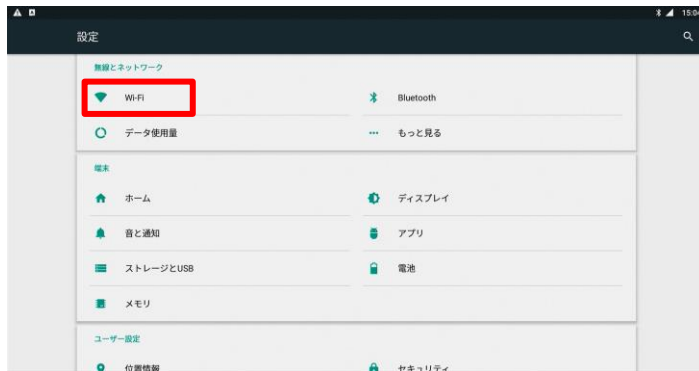 15:04
設定
無線とネットワーク
Wi-Fi
Bluetooth
データ使用量
もっと見る
端末
ホーム
ディスプレイ
音と通知
アプリ
ストレージとUSB
電池
メモリ
ユーザー設定
位置情報
セキュリティ